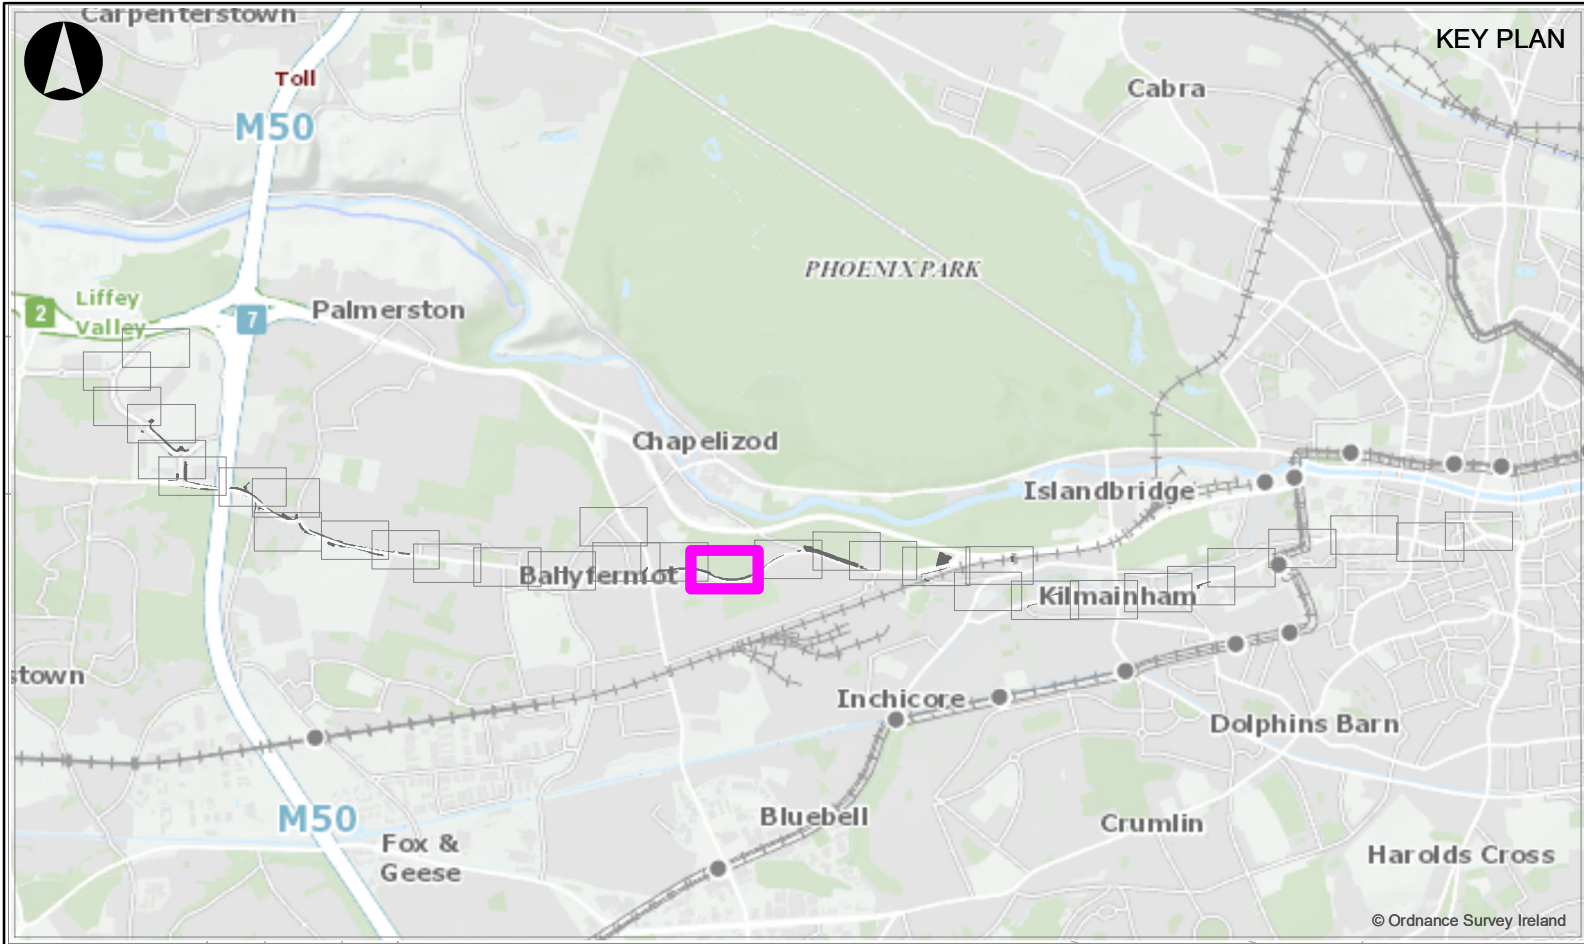 Carpenterstown
KEY PLAN
Toll
M50
Cabra
PHOENIX PARK
Liffey
Valley
2
7
Palmerston
Chapelizod
Islandbridge
Ballyfermot
Kilmainham
stown
Inchicore
Dolphins Barn
M50
Bluebell
Crumlin
Fox &
Geese
Harolds Cross
© Ordnance Survey Ireland